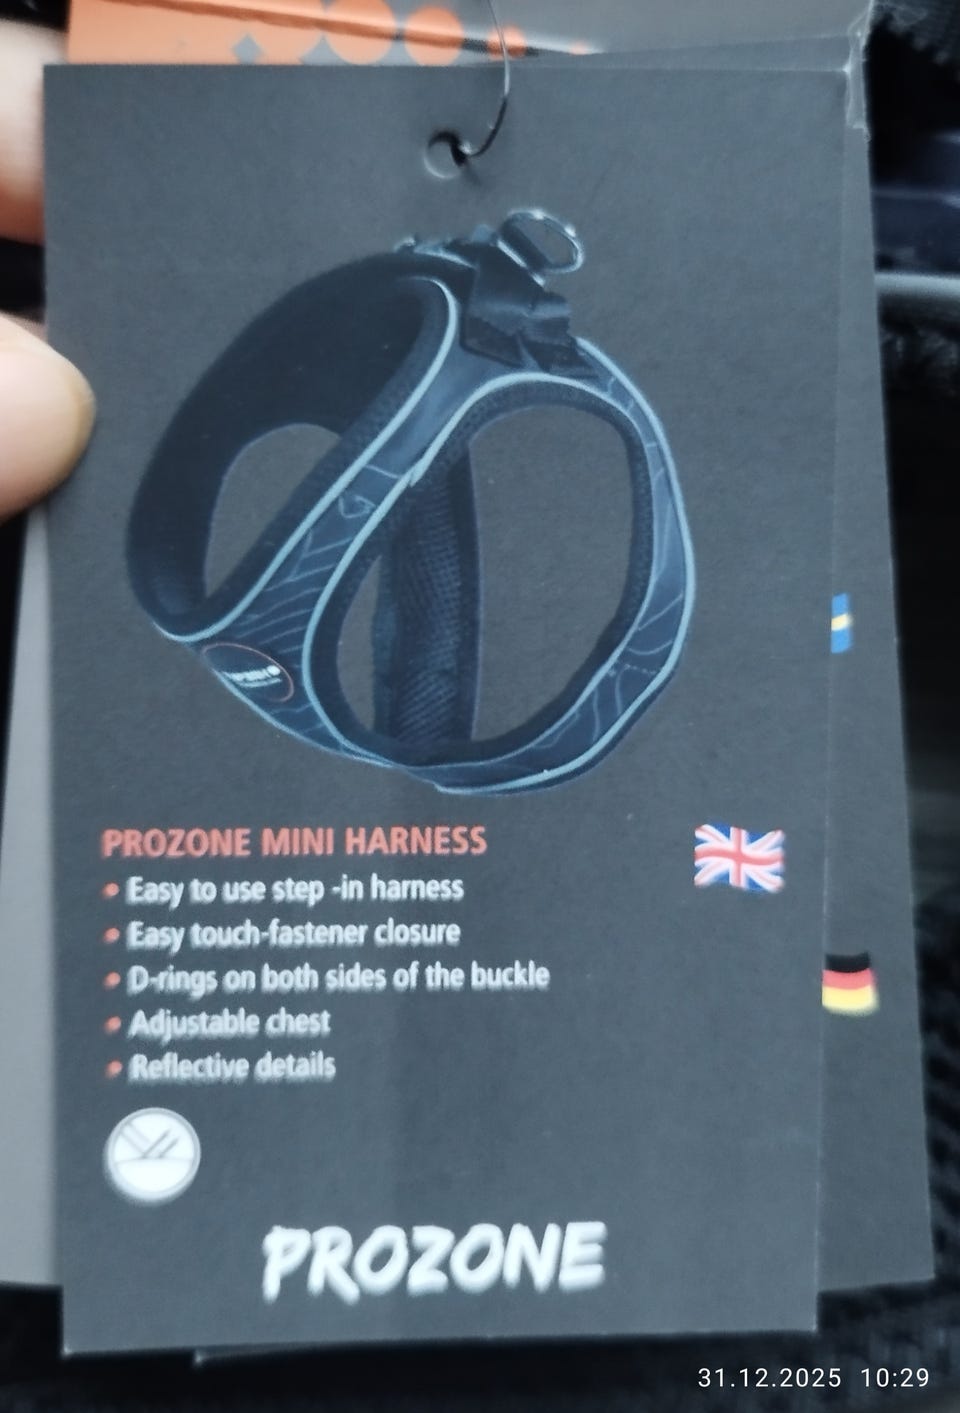 PROZONE MINI HARNESS
• Easy to use step -in harness
• Easy touch-fastener closure
• D-rings on both sides of the buckle
• Adjustable chest
• Reflective details
PROZONE
31.12.2025 10:29